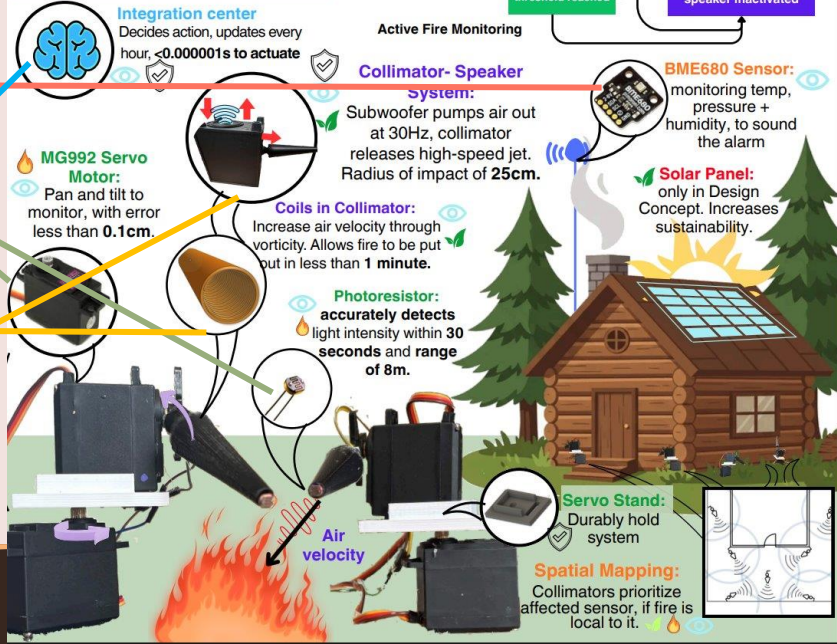 threshold reached
speaker inactivated
Integration center
Decides action, updates every
hour, <0.000001s to actuate
Active Fire Monitoring
Collimator- Speaker
System:
Subwoofer pumps air out
at 30Hz, collimator
releases high-speed jet.
Radius of impact of 25cm.
BME680 Sensor:
monitoring temp,
pressure +
humidity, to sound
the alarm
BME680
MG992 Servo
Motor:
Pan and tilt to
monitor, with error
less than 0.1cm.
Solar Panel:
only in Design
Concept. Increases
sustainability.
Coils in Collimator:
Increase air velocity through
vorticity. Allows fire to be put
out in less than 1 minute.
Photoresistor:
accurately detects
light intensity within 30
seconds and range
of 8m.
Air
velocity
Servo Stand:
Durably hold
system
Spatial Mapping:
Collimators prioritize
affected sensor, if fire is
local to it.